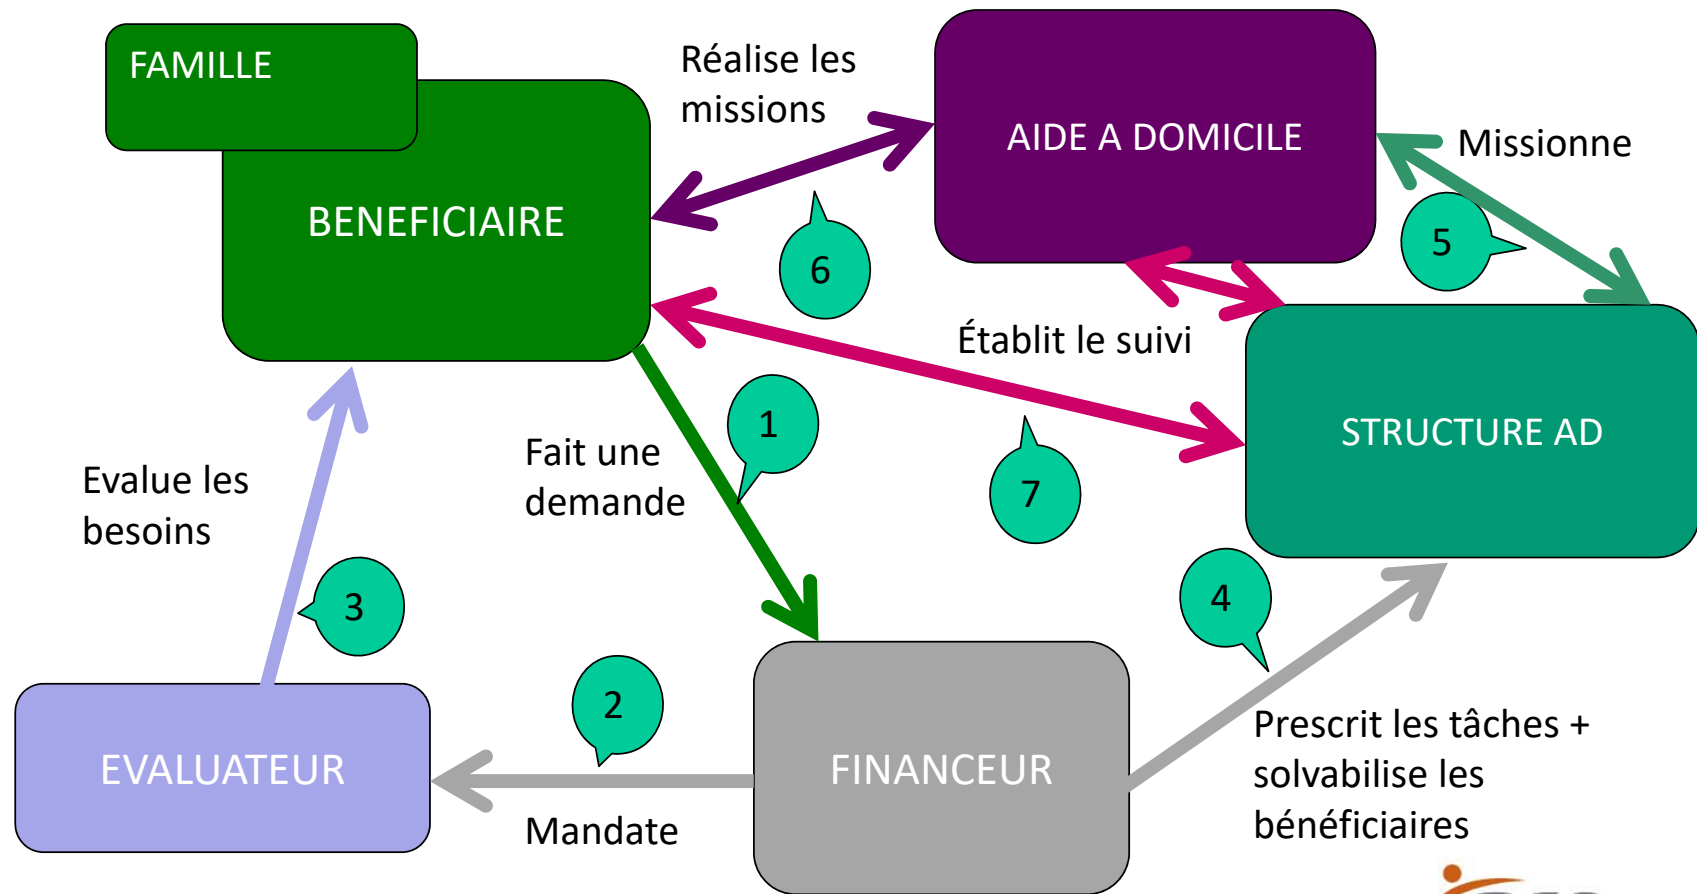 FAMILLE
BENEFICIAIRE
Réalise les
missions
AIDE A DOMICILE
Missionne
5
6
Établit le suivi
STRUCTURE AD
1
Fait une
demande
7
Evalue les
besoins
3
4
2
EVALUATEUR
Mandate
FINANCEUR
Prescrit les tâches +
solvabilise les
bénéficiaires